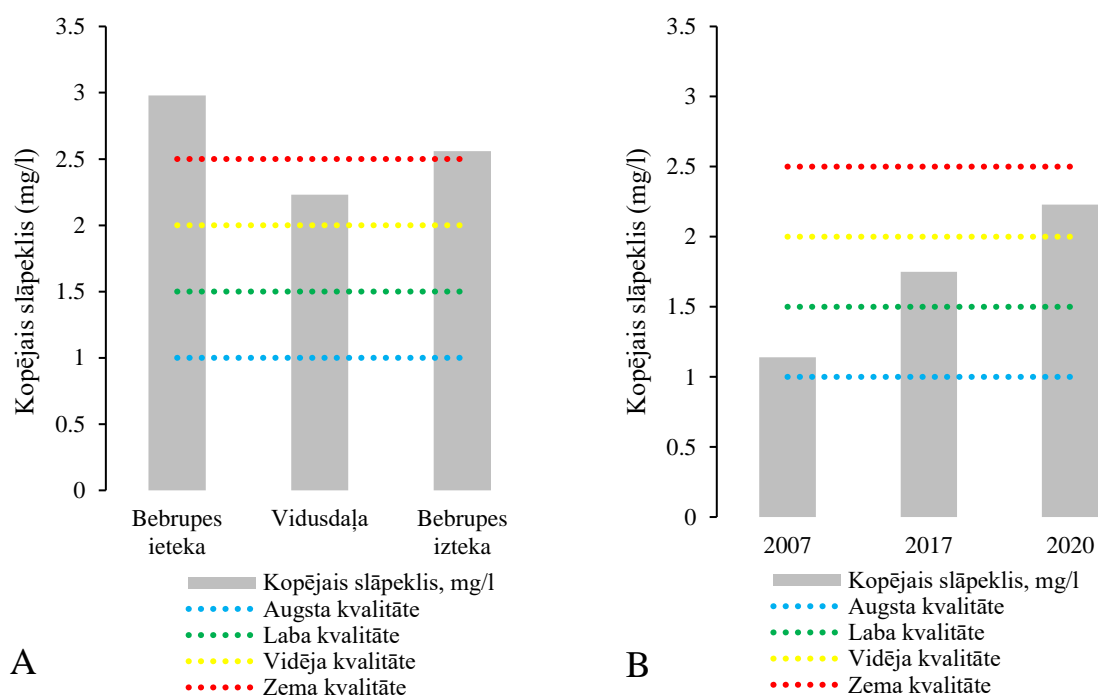 3.5
3
2.5
2
1.5
1
0.5
0
Kopējais slāpeklis (mg/l)
Bebrupes
ieteka
Vidusdaļa
Bebrupes
izteka
Kopējais slāpeklis, mg/l
Augsta kvalitāte
Laba kvalitāte
Vidēja kvalitāte
Zema kvalitāte
A
3.5
3
2.5
2
1.5
1
0.5
0
Kopējais slāpeklis (mg/l)
2007
2017
2020
Kopējais slāpeklis, mg/l
Augsta kvalitāte
Laba kvalitāte
Vidēja kvalitāte
Zema kvalitāte
B